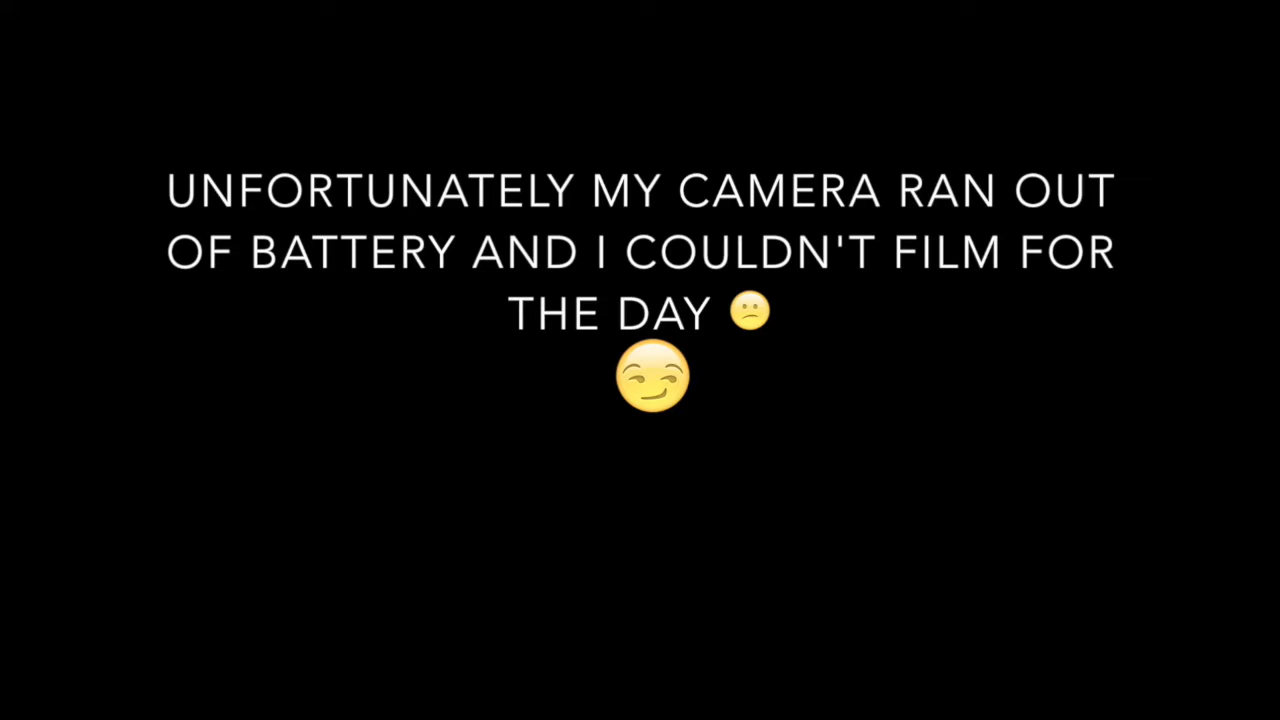 UNFORTUNATELY MY CAMERA RAN OUT
OF BATTERY AND I COULDN'T FILM FOR
THE DAY 😕
😏